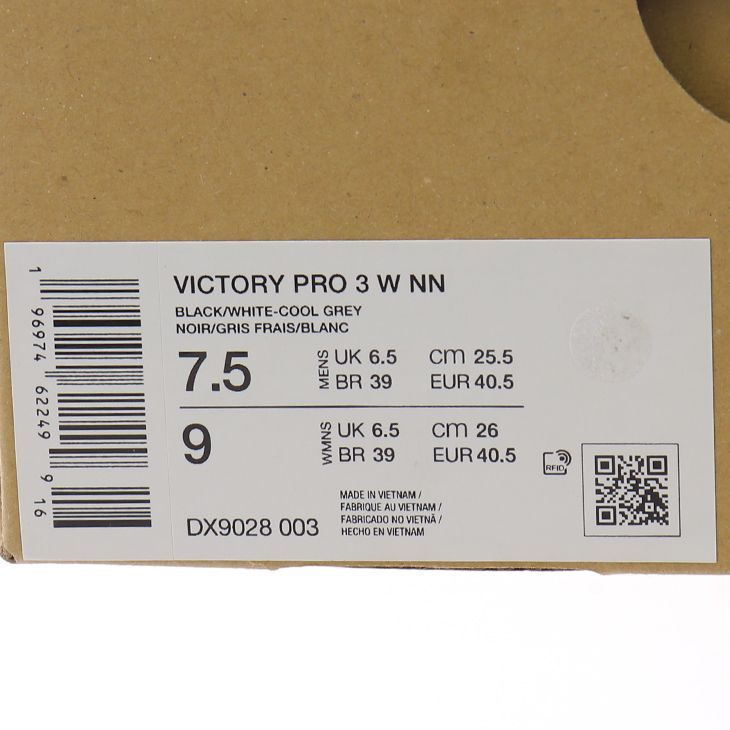 VICTORY PRO 3 W NN
BLACK/WHITE-COOL GREY
NOIR/GRIS FRAIS/BLANC
7.5 MENS UK 6.5 CM 25.5
BR 39 EUR 40.5
9 WMNS UK 6.5 CM 26
BR 39 EUR 40.5
RFID
DX9028 003
MADE IN VIETNAM /
FABRIQUE AU VIETNAM /
FABRICADO NO VIETNÃ /
HECHO EN VIETNAM
1 96974 62249 9 16